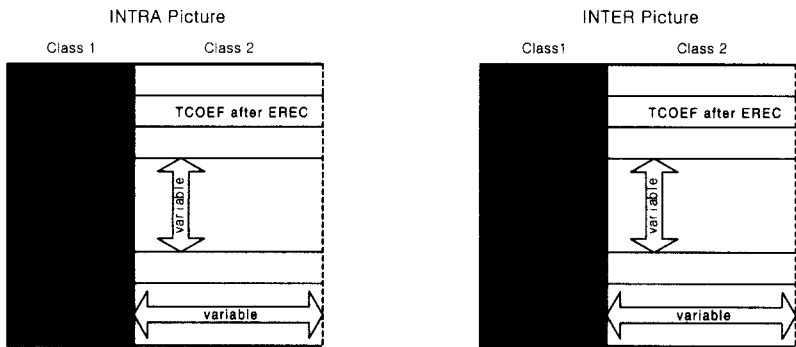 INTRA Picture
Class 1 Class 2
TCOEF after EREC
variable
variable
INTER Picture
Class1 Class 2
TCOEF after EREC
variable
variable